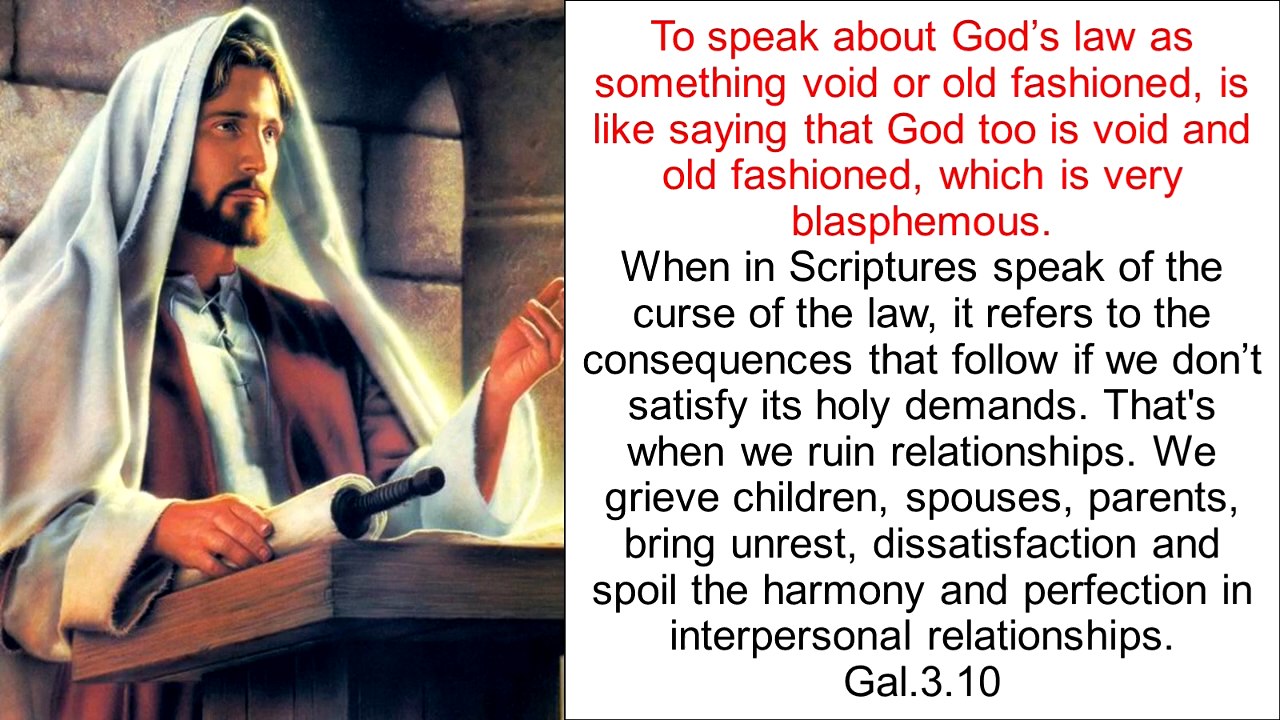 To speak about God’s law as
something void or old fashioned, is
like saying that God too is void and
old fashioned, which is very
blasphemous.
When in Scriptures speak of the
curse of the law, it refers to the
consequences that follow if we don’t
satisfy its holy demands. That's
when we ruin relationships. We
grieve children, spouses, parents,
bring unrest, dissatisfaction and
spoil the harmony and perfection in
interpersonal relationships.
Gal.3.10